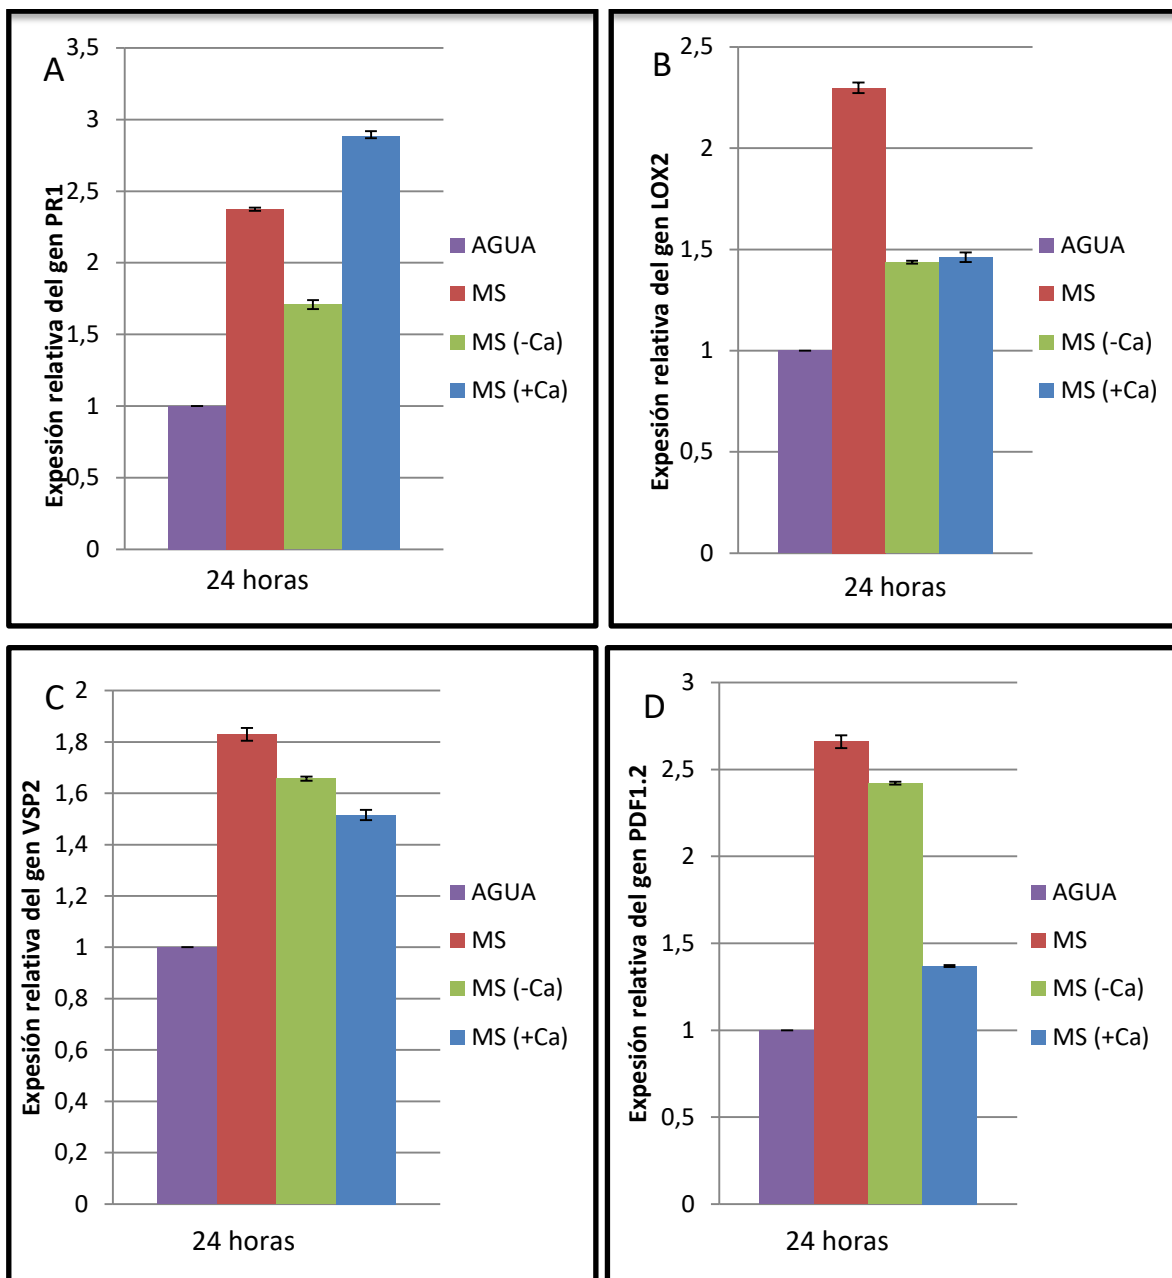 A
3,5
3
2,5
2
1,5
1
0,5
0
Expesión relativa del gen PR1
24 horas
AGUA
MS
MS (-Ca)
MS (+Ca)
B
2,5
2
1,5
1
0,5
0
Expesión relativa del gen LOX2
24 horas
AGUA
MS
MS (-Ca)
MS (+Ca)
C
2
1,8
1,6
1,4
1,2
1
0,8
0,6
0,4
0,2
0
Expesión relativa del gen VSP2
24 horas
AGUA
MS
MS (-Ca)
MS (+Ca)
D
3
2,5
2
1,5
1
0,5
0
Expesión relativa del gen PDF1.2
24 horas
AGUA
MS
MS (-Ca)
MS (+Ca)